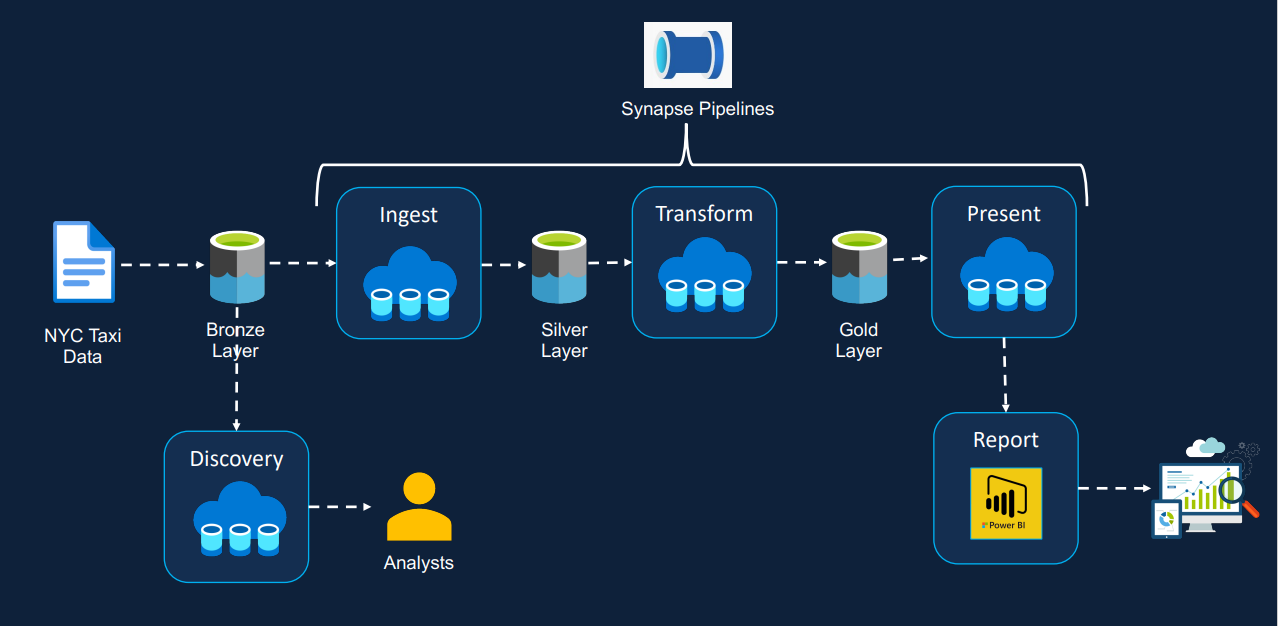 Synapse Pipelines
Ingest
Transform
Present
NYC Taxi
Data
Bronze
Layer
Silver
Layer
Gold
Layer
Discovery
Analysts
Report
Power BI